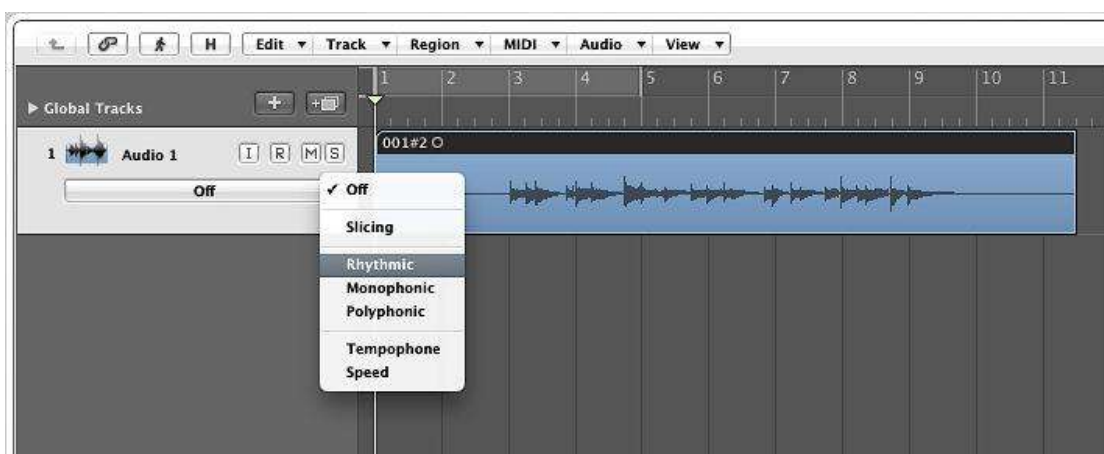 H Edit Track Region MIDI Audio View
1 2 3 4 5 6 7 8 9 10 11
Global Tracks
001#2
1 Audio 1 I R M S
Off
✓ Off
Slicing
Rhythmic
Monophonic
Polyphonic
Tempophone
Speed